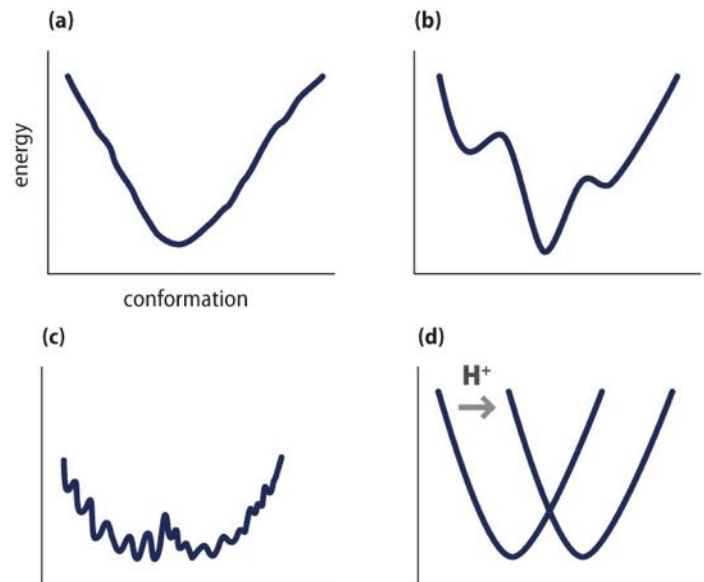 (a)
(b)
energy
conformation
(c)
(d)
H⁺